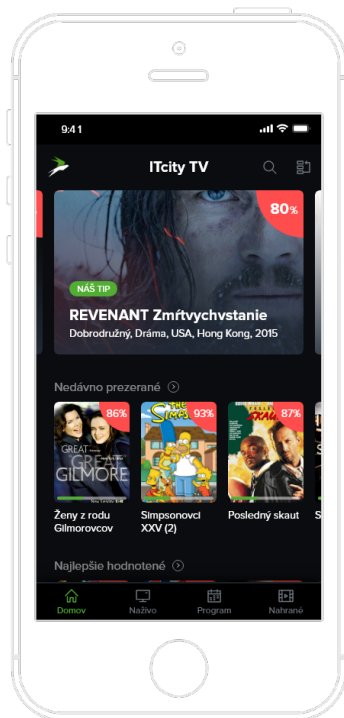 9:41
ITcity TV
80%
NÁŠ TIP
REVENANT Zmŕtvychvstanie
Dobrodružný, Dráma, USA, Hong Kong, 2015
Nedávno prezerané
86%
93%
87%
GREAT
GREAT
GILMORE
THE
SIMPSONS
SKAUT
Ženy z rodu
Gilmorovcov
Simpsonovci
XXV (2)
Posledný skaut
S
Najlepšie hodnotené
Domov
Naživo
Program
Nahrané